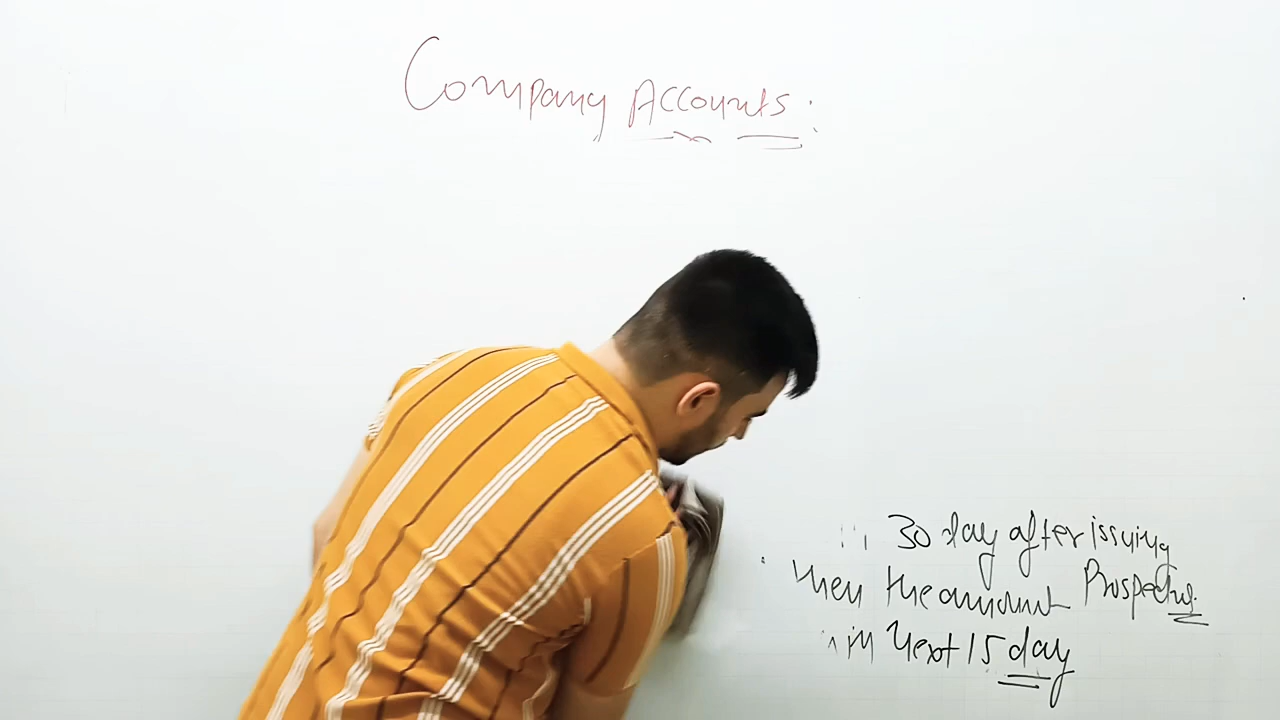 Company Accounts:
30 day after issuing
then the amount Prospectus.
in next 15 day